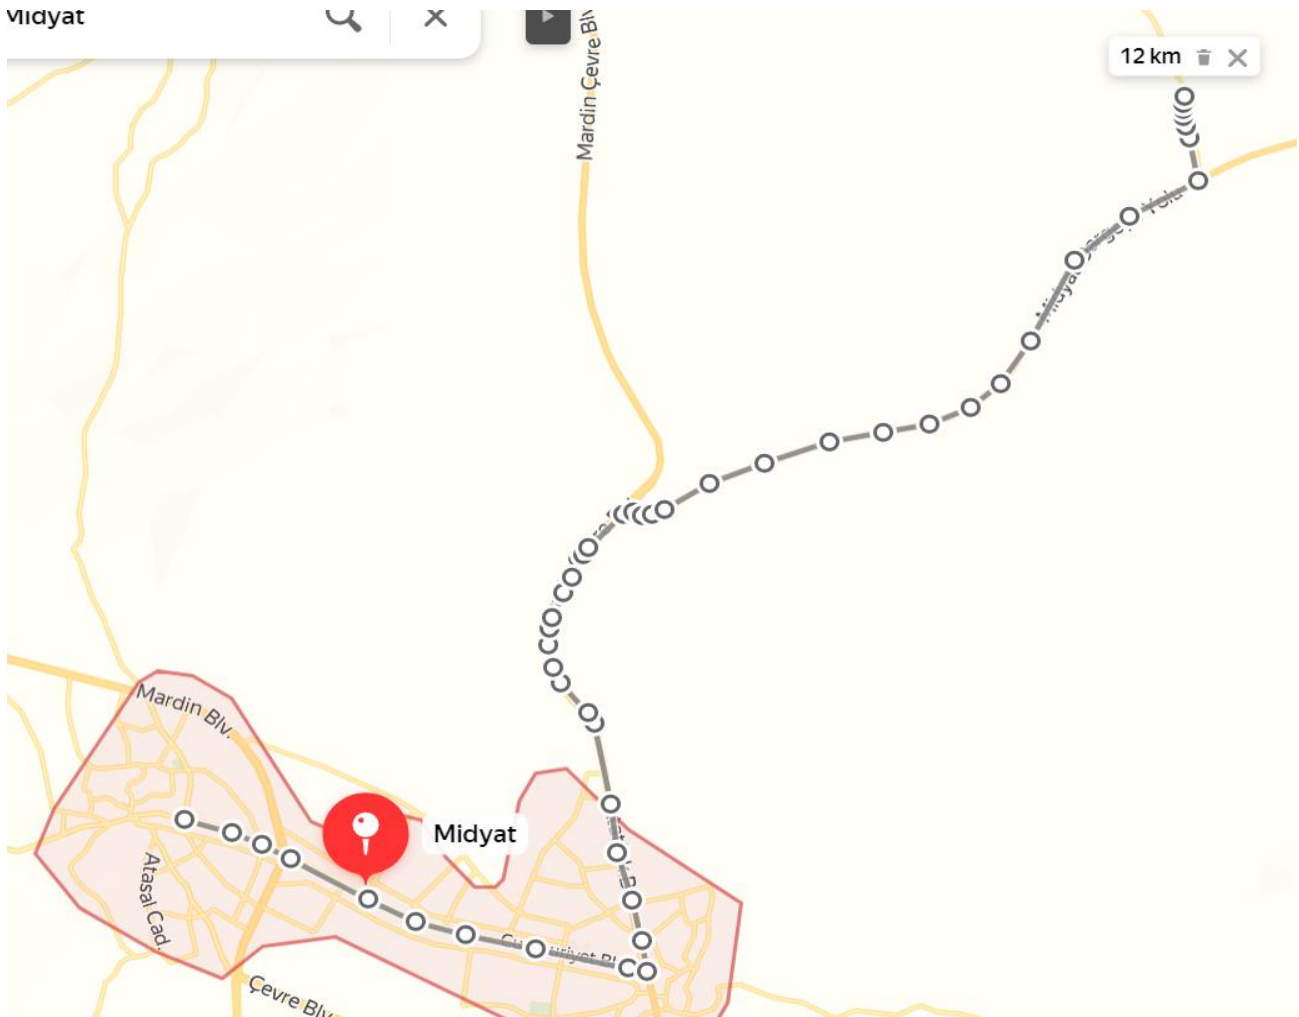 Midyat
12 km
Mardin Çevre Blv
Mardin Blv.
Midyat
Atasal Cad.
Çevre Blv.